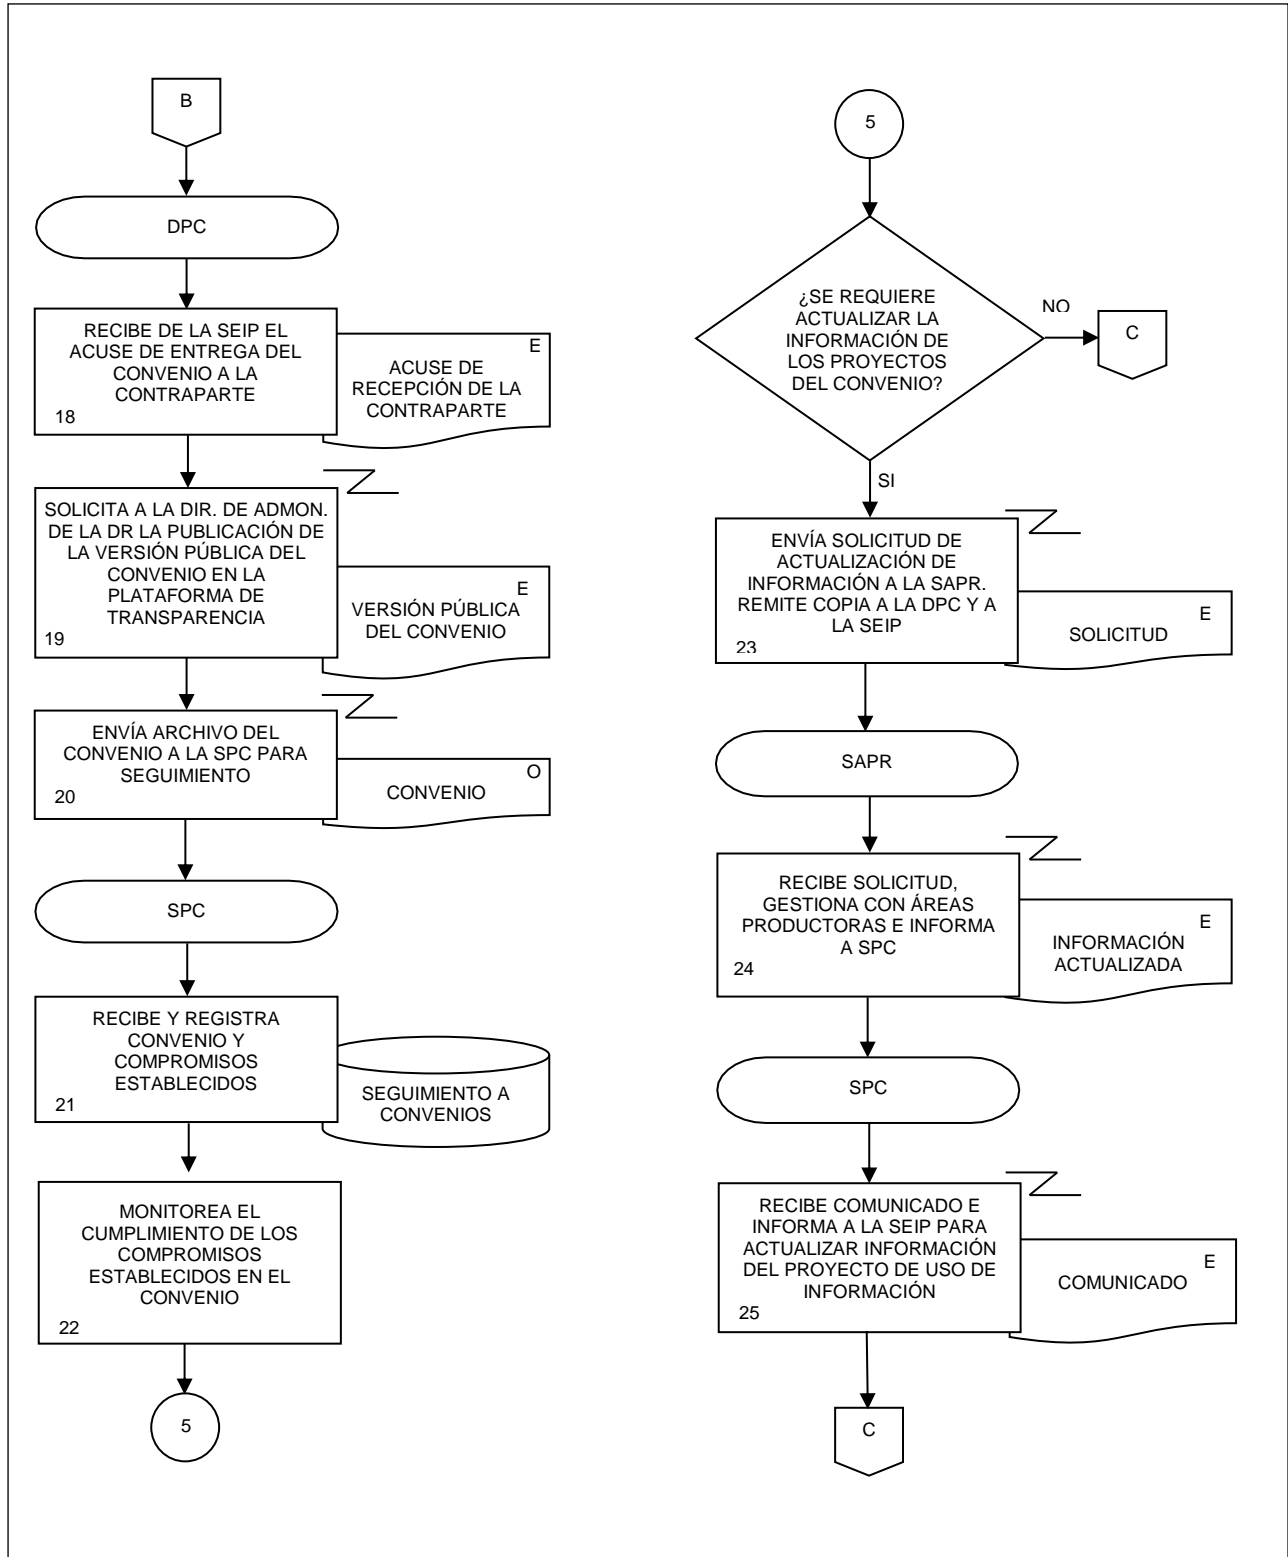 B
DPC
RECIBE DE LA SEIP EL
ACUSE DE ENTREGA DEL
CONVENIO A LA
CONTRAPARTE
18
E
ACUSE DE
RECEPCIÓN DE LA
CONTRAPARTE
SOLICITA A LA DIR. DE ADMON.
DE LA DR LA PUBLICACIÓN DE
LA VERSIÓN PÚBLICA DEL
CONVENIO EN LA
PLATAFORMA DE
TRANSPARENCIA
19
E
VERSIÓN PÚBLICA
DEL CONVENIO
ENVÍA ARCHIVO DEL
CONVENIO A LA SPC PARA
SEGUIMIENTO
20
O
CONVENIO
SPC
RECIBE Y REGISTRA
CONVENIO Y
COMPROMISOS
ESTABLECIDOS
21
SEGUIMIENTO A
CONVENIOS
MONITOREA EL
CUMPLIMIENTO DE LOS
COMPROMISOS
ESTABLECIDOS EN EL
CONVENIO
22
5
5
¿SE REQUIERE
ACTUALIZAR LA
INFORMACIÓN DE
LOS PROYECTOS
DEL CONVENIO?
NO
C
SI
ENVÍA SOLICITUD DE
ACTUALIZACIÓN DE
INFORMACIÓN A LA SAPR.
REMITE COPIA A LA DPC Y A
LA SEIP
23
E
SOLICITUD
SAPR
RECIBE SOLICITUD,
GESTIONA CON ÁREAS
PRODUCTORAS E INFORMA
A SPC
24
E
INFORMACIÓN
ACTUALIZADA
SPC
RECIBE COMUNICADO E
INFORMA A LA SEIP PARA
ACTUALIZAR INFORMACIÓN
DEL PROYECTO DE USO DE
INFORMACIÓN
25
E
COMUNICADO
C